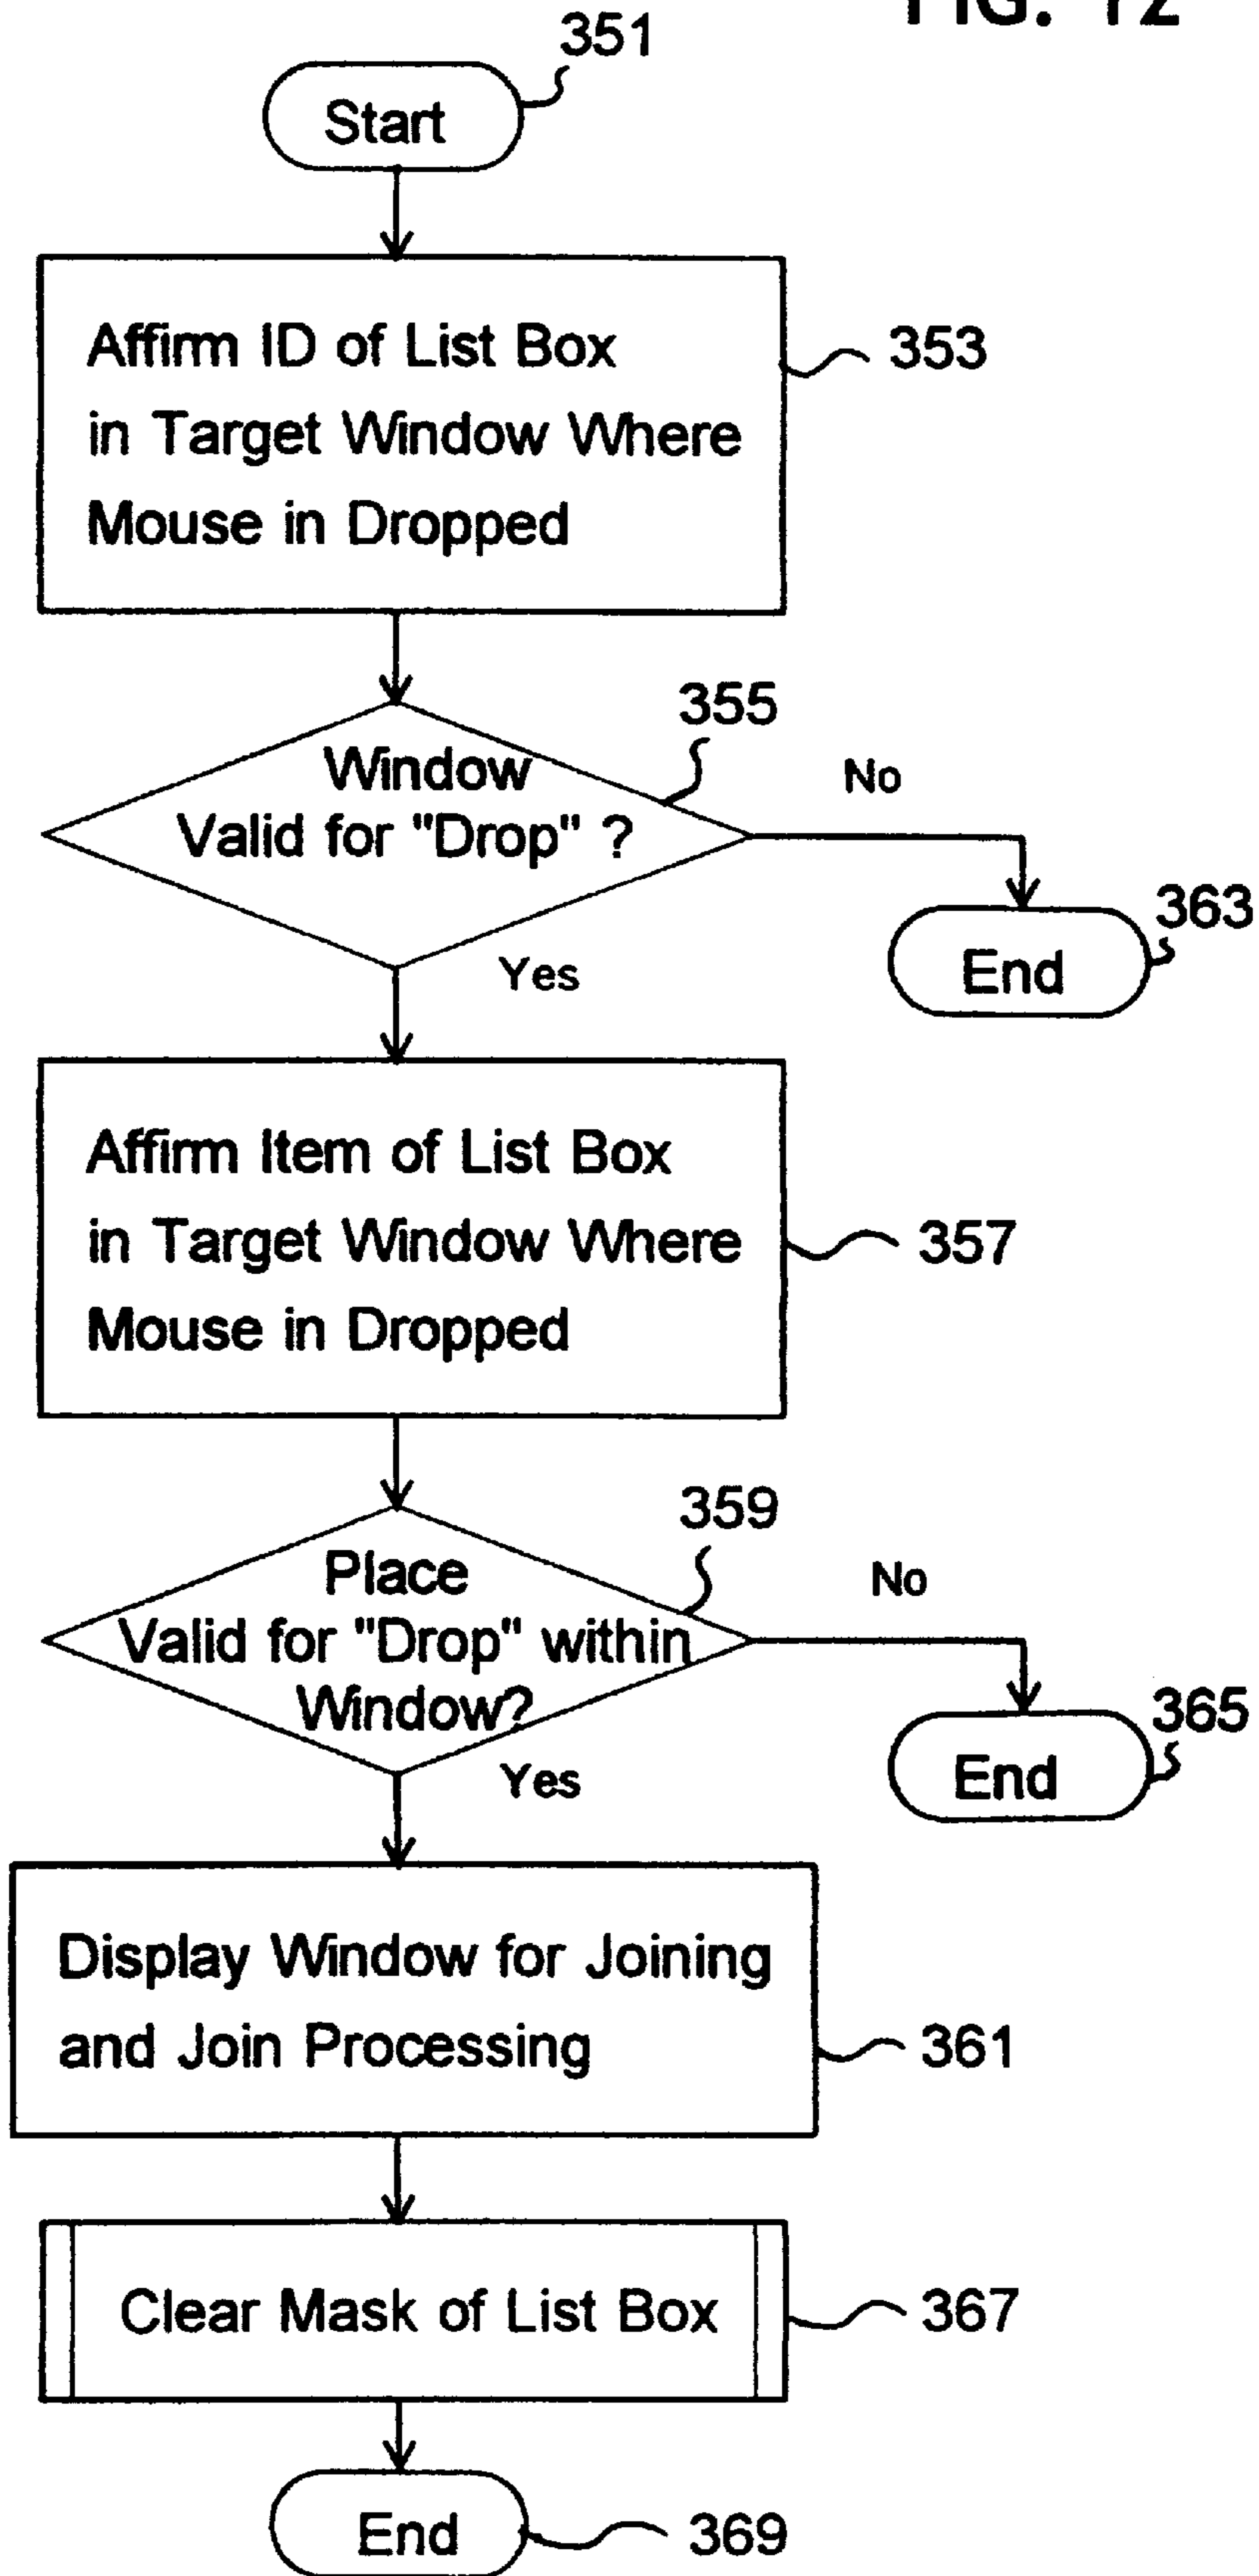 FIG. 12
351
Start
Affirm ID of List Box
in Target Window Where
Mouse in Dropped
353
355
Window
Valid for "Drop" ?
No
363
End
Yes
Affirm Item of List Box
in Target Window Where
Mouse in Dropped
357
359
Place
Valid for "Drop" within
Window?
No
365
End
Yes
Display Window for Joining
and Join Processing
361
Clear Mask of List Box
367
End
369